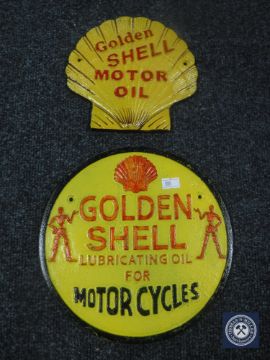 Golden
SHELL
MOTOR
OIL
GOLDEN
SHELL
LUBRICATING OIL
FOR
MOTOR CYCLES